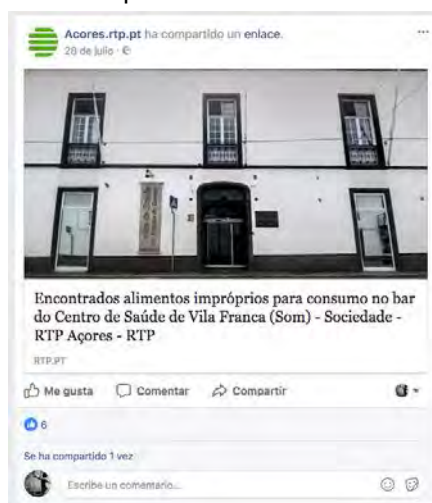 Acores.rtp.pt ha compartido un enlace.
28 de julio ·
Encontrados alimentos impróprios para consumo no bar
do Centro de Saúde de Vila Franca (Som) - Sociedade -
RTP Açores - RTP
RTP.PT
Me gusta Comentar Compartir
6
Se ha compartido 1 vez
Escribe un comentario...